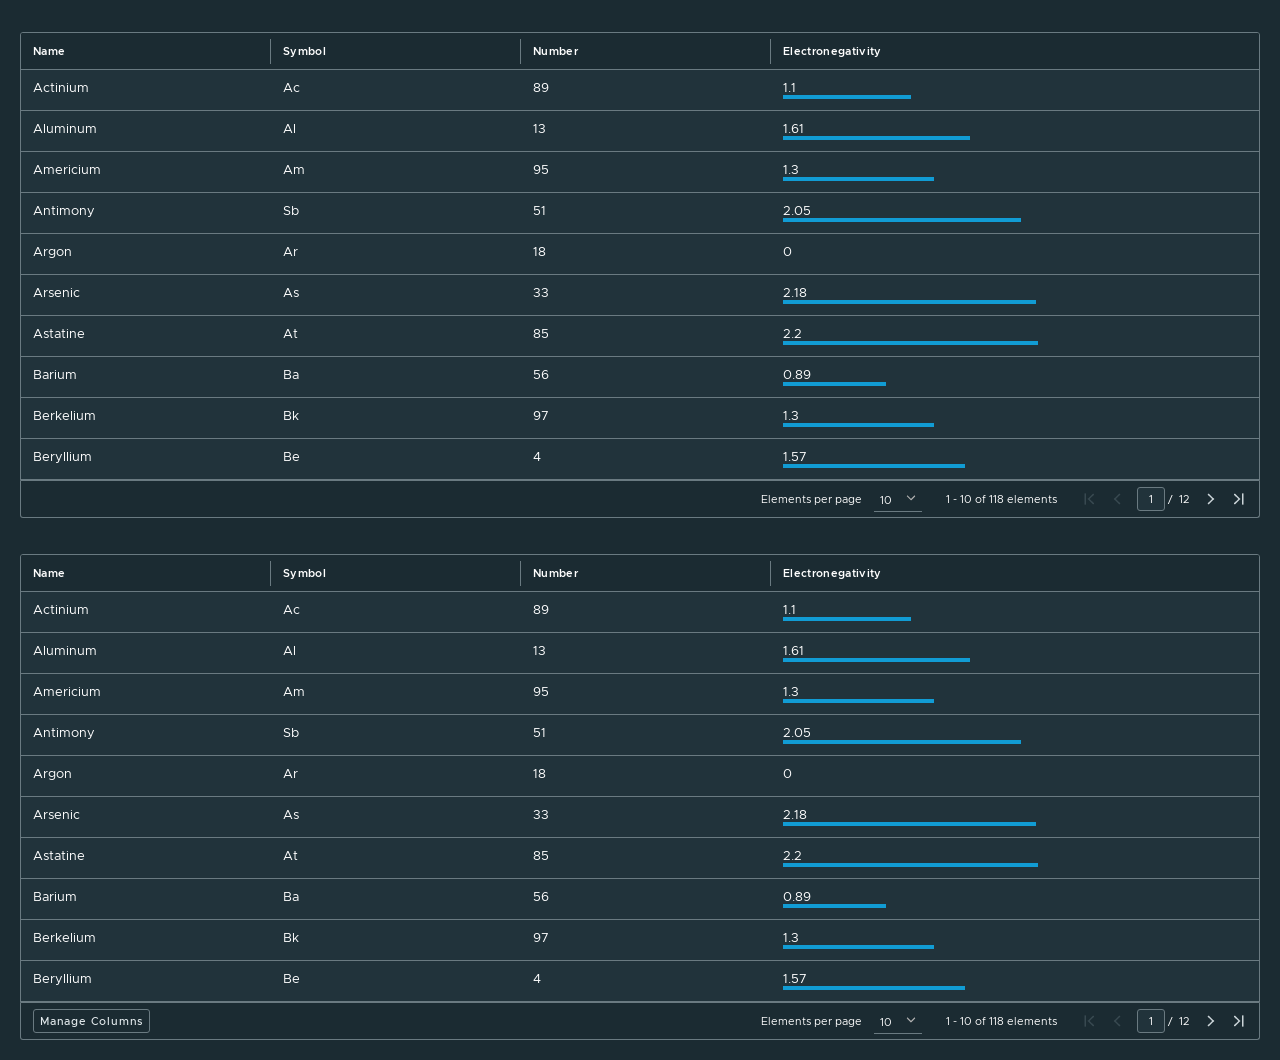 Name Symbol Number Electronegativity
Actinium Ac 89 1.1
Aluminum Al 13 1.61
Americium Am 95 1.3
Antimony Sb 51 2.05
Argon Ar 18 0
Arsenic As 33 2.18
Astatine At 85 2.2
Barium Ba 56 0.89
Berkelium Bk 97 1.3
Beryllium Be 4 1.57
Elements per page 10 1 - 10 of 118 elements 1 / 12
Name Symbol Number Electronegativity
Actinium Ac 89 1.1
Aluminum Al 13 1.61
Americium Am 95 1.3
Antimony Sb 51 2.05
Argon Ar 18 0
Arsenic As 33 2.18
Astatine At 85 2.2
Barium Ba 56 0.89
Berkelium Bk 97 1.3
Beryllium Be 4 1.57
Manage Columns Elements per page 10 1 - 10 of 118 elements 1 / 12